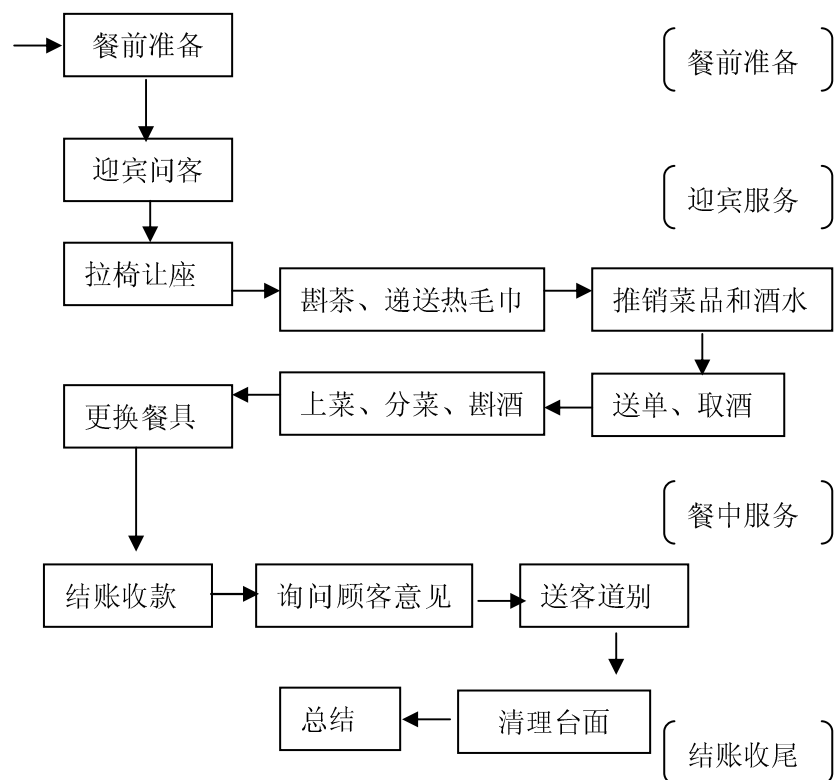 餐前准备
餐前准备
迎宾问客
迎宾服务
拉椅让座
斟茶、递送热毛巾
推销菜品和酒水
更换餐具
上菜、分菜、斟酒
送单、取酒
餐中服务
结账收款
询问顾客意见
送客道别
总结
清理台面
结账收尾